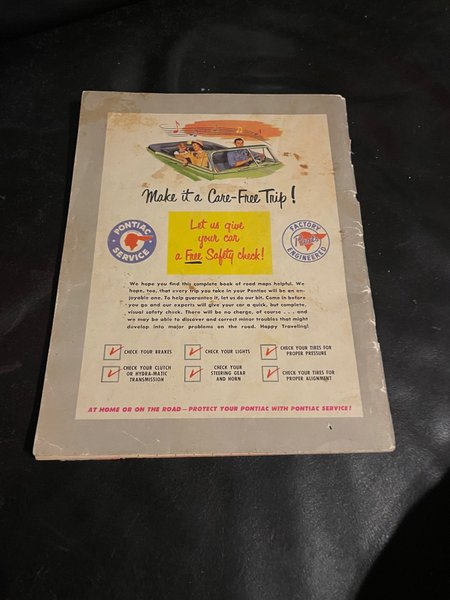 Make it a Care-Free Trip!
PONTIAC
SERVICE
Let us give
your car
a Free Safety check!
FACTORY
Parts
ENGINEERED
We hope you find this complete book of road maps helpful. We
hope, too, that every trip you take in your Pontiac will be an en-
joyable one. To help guarantee it, let us do our bit. Come in before
you go and our experts will give your car a quick, but complete,
visual safety check. There will be no charge, of course . . . and
we may be able to discover and correct minor troubles that might
develop into major problems on the road. Happy Traveling!
CHECK YOUR BRAKES
CHECK YOUR LIGHTS
CHECK YOUR TIRES FOR
PROPER PRESSURE
CHECK YOUR CLUTCH
OR HYDRA-MATIC
TRANSMISSION
CHECK YOUR
STEERING GEAR
AND HORN
CHECK YOUR TIRES FOR
PROPER ALIGNMENT
AT HOME OR ON THE ROAD—PROTECT YOUR PONTIAC WITH PONTIAC SERVICE!